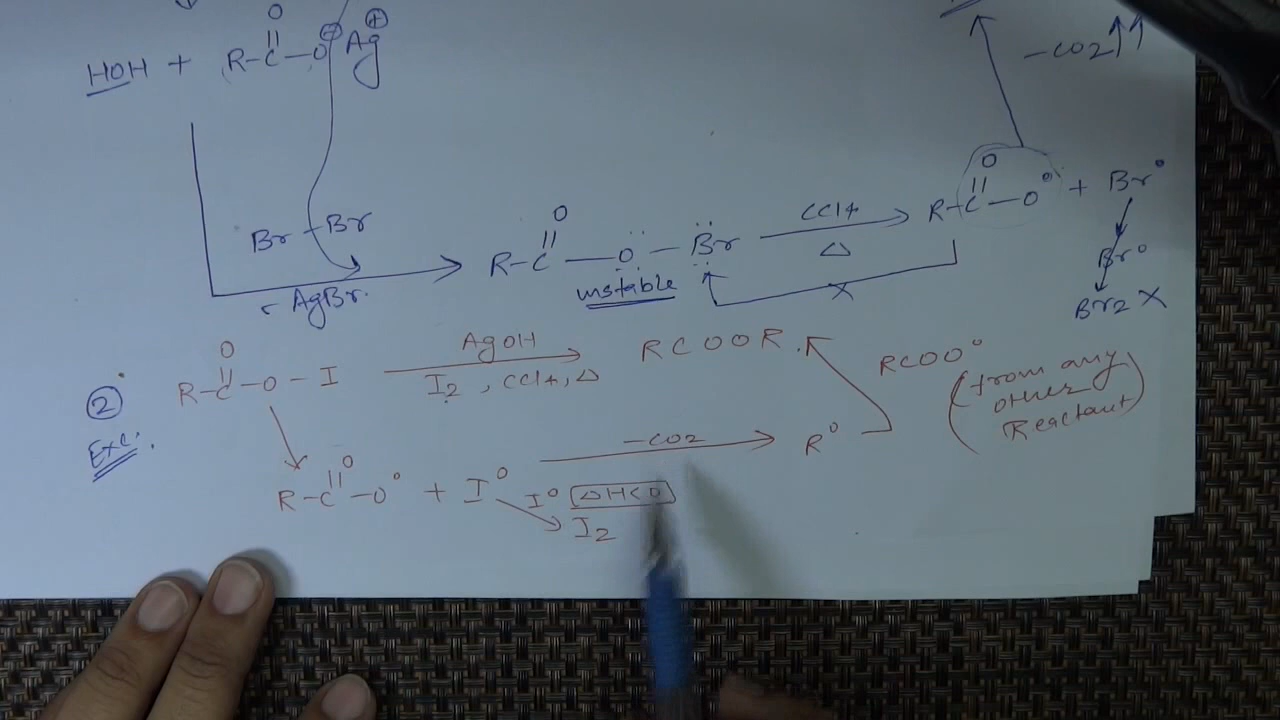 O
HOH + R-C-O⊖ Ag⊕
-CO2↑↑
O
R-C-O° + Br°
Br-Br
O
R-C-O-Br
unstable
CCl4
Δ
X
Br°
Br2 X
-AgBr.
② Exc.
O
R-C-O-I
AgOH
I2, CCl4, Δ
RCOOR.
RCOO°
(from any
other
Reactant)
O
R-C-O° + I°
-CO2
R°
I° ΔH<0
I2